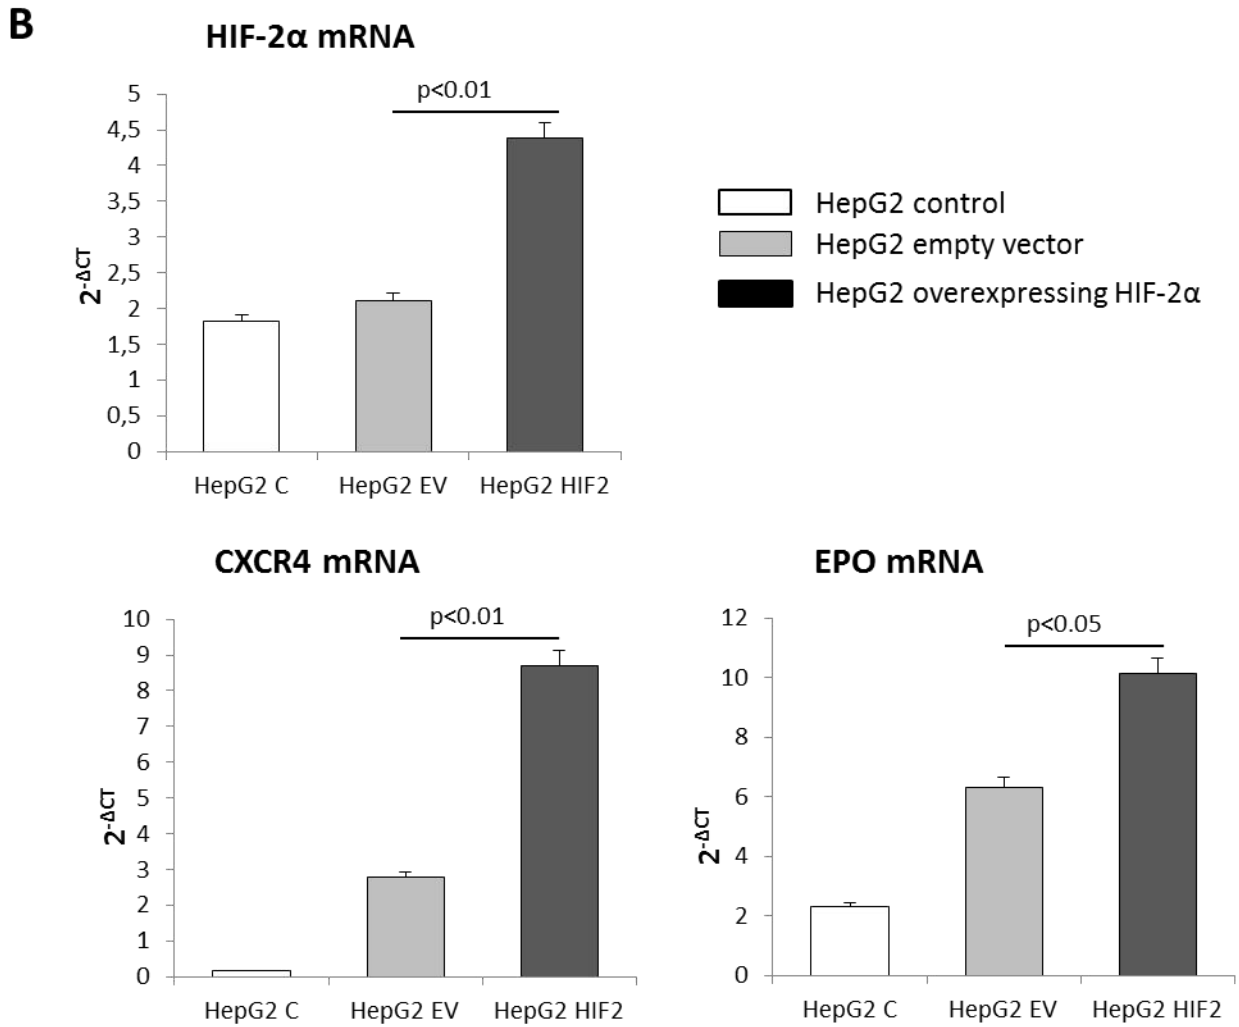 B
HIF-2α mRNA
p<0.01
5
4,5
4
3,5
3
2,5
2
1,5
1
0,5
0
2^-ΔCT
HepG2 C HepG2 EV HepG2 HIF2
HepG2 control
HepG2 empty vector
HepG2 overexpressing HIF-2α
CXCR4 mRNA
p<0.01
10
9
8
7
6
5
4
3
2
1
0
2^-ΔCT
HepG2 C HepG2 EV HepG2 HIF2
EPO mRNA
p<0.05
12
10
8
6
4
2
0
2^-ΔCT
HepG2 C HepG2 EV HepG2 HIF2